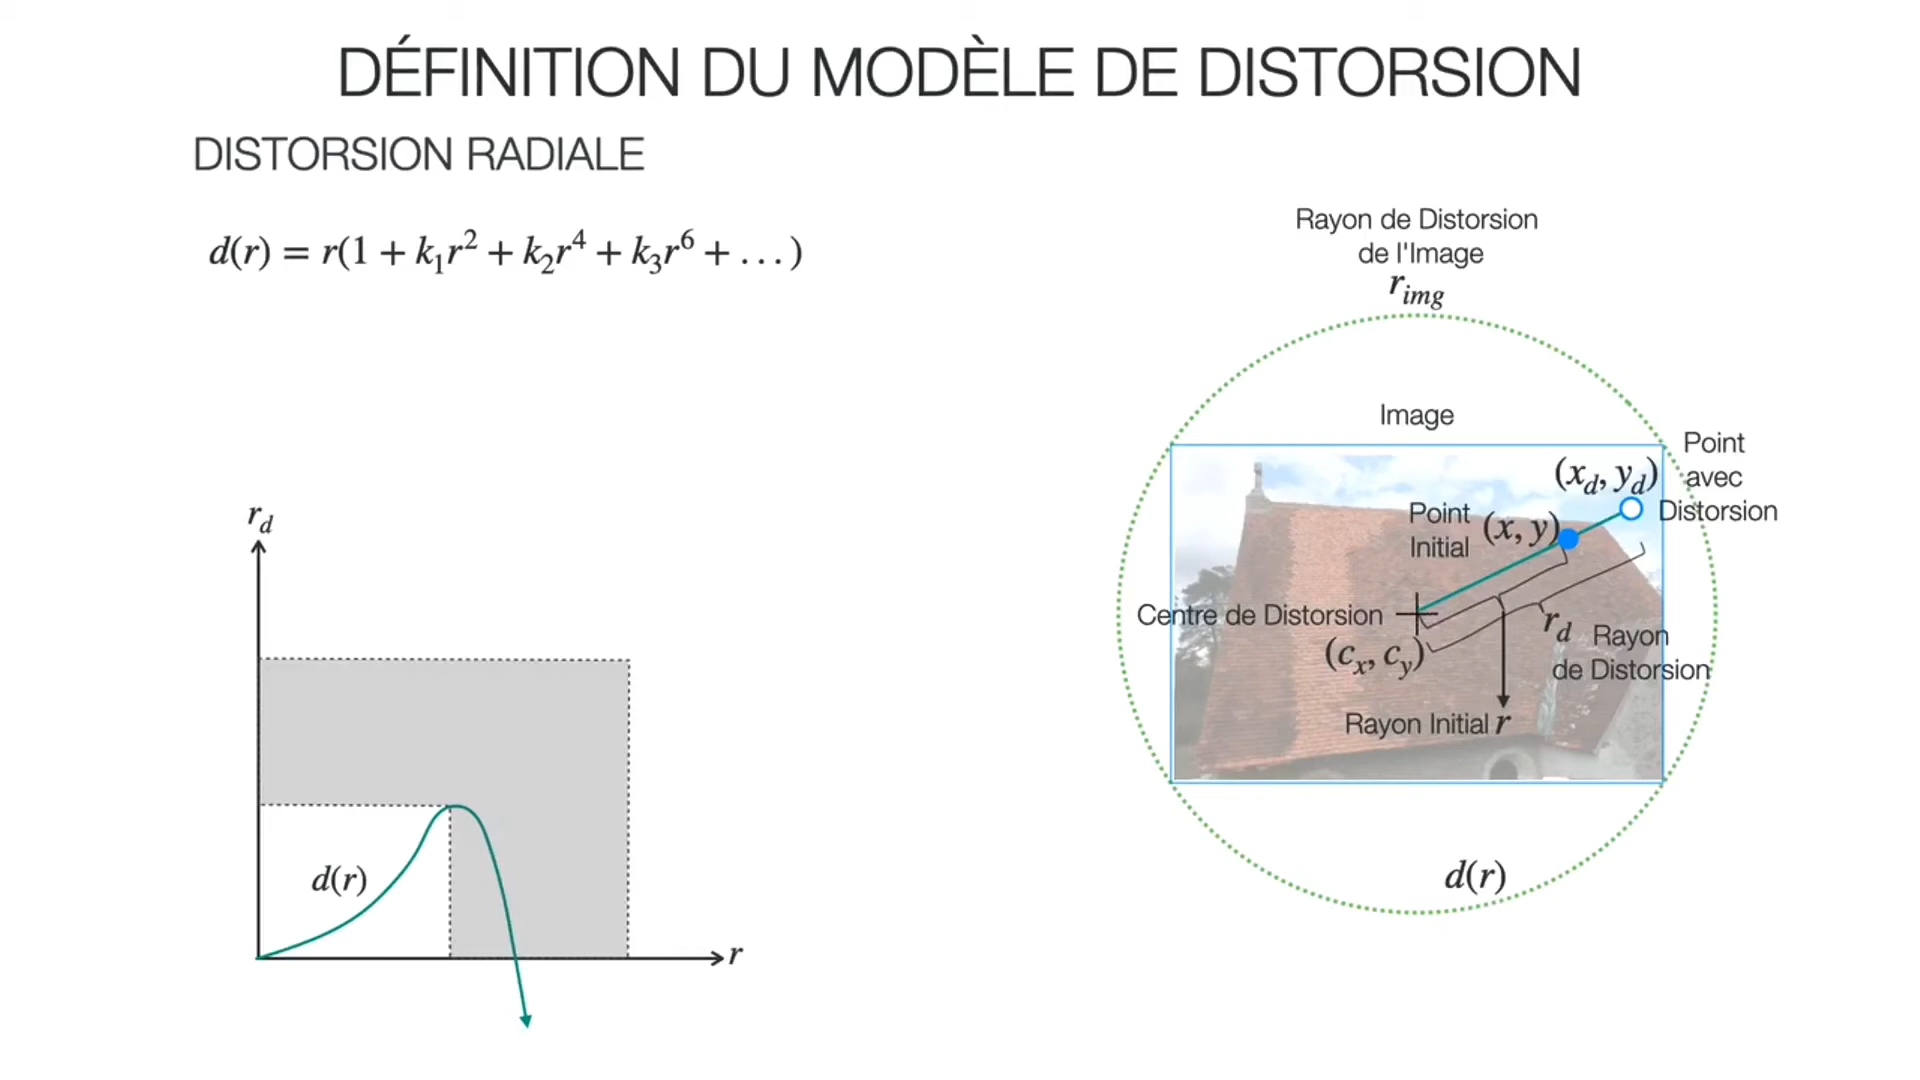 DÉFINITION DU MODÈLE DE DISTORSION
DISTORSION RADIALE
d(r) = r(1 + k₁r² + k₂r⁴ + k₃r⁶ + . . . )
Rayon de Distorsion
de l'Image
r_img
Image
Point
avec
Distorsion
(x_d, y_d)
Point
Initial
(x, y)
Centre de Distorsion
(c_x, c_y)
r_d
Rayon
de Distorsion
Rayon Initial r
d(r)
r_d
d(r)
r